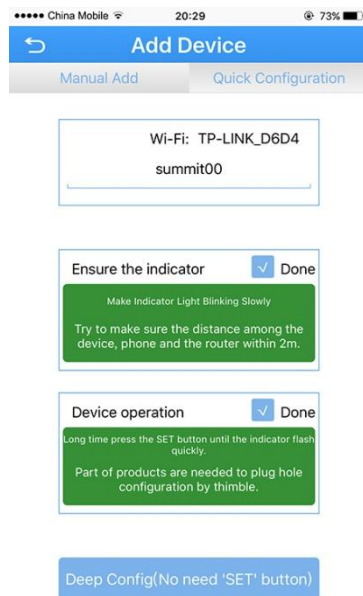 China Mobile 20:29 73%
Add Device
Manual Add Quick Configuration
Wi-Fi: TP-LINK_D6D4
summit00
Ensure the indicator √ Done
Make Indicator Light Blinking Slowly
Try to make sure the distance among the
device, phone and the router within 2m.
Device operation √ Done
Long time press the SET button until the indicator flash
quickly.
Part of products are needed to plug hole
configuration by thimble.
Deep Config(No need 'SET' button)